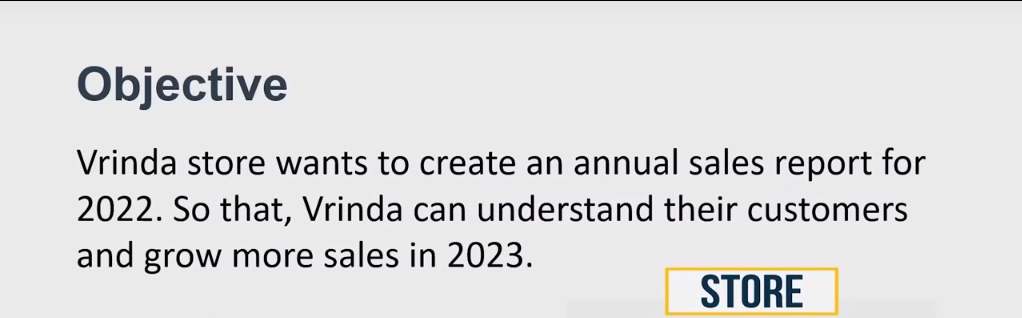 Objective
Vrinda store wants to create an annual sales report for
2022. So that, Vrinda can understand their customers
and grow more sales in 2023.
STORE